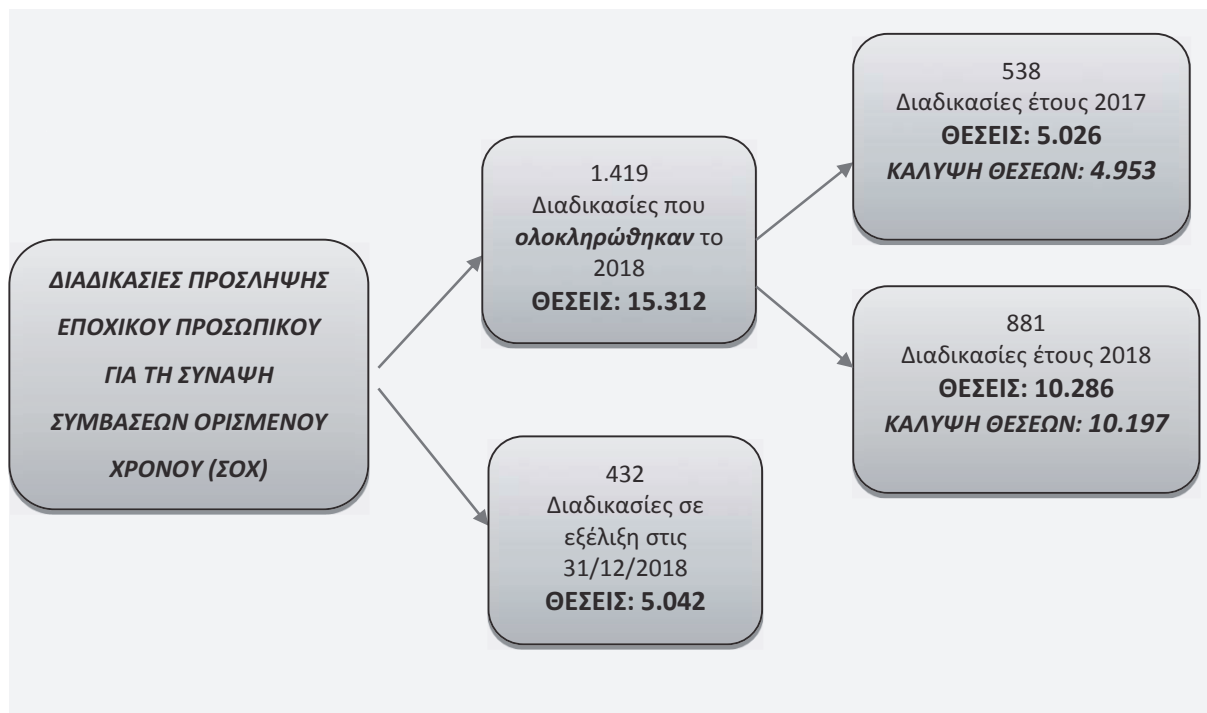 ΔΙΑΔΙΚΑΣΙΕΣ ΠΡΟΣΛΗΨΗΣ
ΕΠΟΧΙΚΟΥ ΠΡΟΣΩΠΙΚΟΥ
ΓΙΑ ΤΗ ΣΥΝΑΨΗ
ΣΥΜΒΑΣΕΩΝ ΟΡΙΣΜΕΝΟΥ
ΧΡΟΝΟΥ (ΣΟΧ)
1.419
Διαδικασίες που
ολοκληρώθηκαν το
2018
ΘΕΣΕΙΣ: 15.312
432
Διαδικασίες σε
εξέλιξη στις
31/12/2018
ΘΕΣΕΙΣ: 5.042
538
Διαδικασίες έτους 2017
ΘΕΣΕΙΣ: 5.026
ΚΑΛΥΨΗ ΘΕΣΕΩΝ: 4.953
881
Διαδικασίες έτους 2018
ΘΕΣΕΙΣ: 10.286
ΚΑΛΥΨΗ ΘΕΣΕΩΝ: 10.197